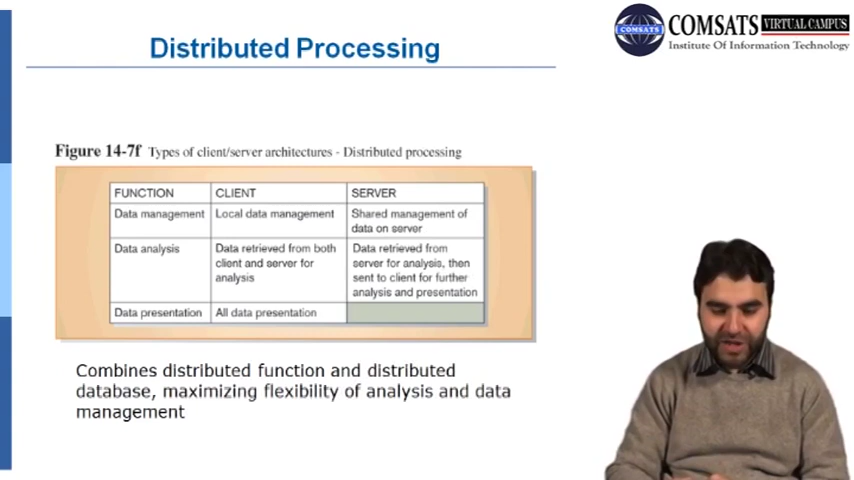 Distributed Processing
COMSATS
COMSATS VIRTUAL CAMPUS
Institute Of Information Technology
Figure 14-7f Types of client/server architectures - Distributed processing
FUNCTION CLIENT SERVER
Data management Local data management Shared management of
data on server
Data analysis Data retrieved from both Data retrieved from
client and server for server for analysis, then
analysis sent to client for further
analysis and presentation
Data presentation All data presentation
Combines distributed function and distributed
database, maximizing flexibility of analysis and data
management